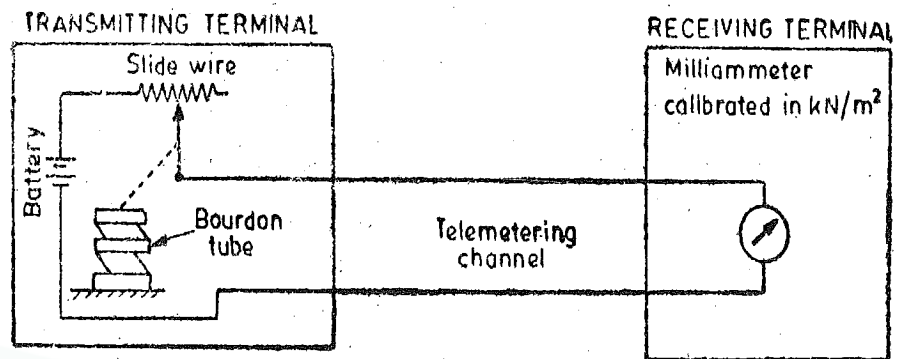 TRANSMITTING TERMINAL
Slide wire
Battery
Bourdon
tube
Telemetering
channel
RECEIVING TERMINAL
Milliammeter
callbrated in kN/m²